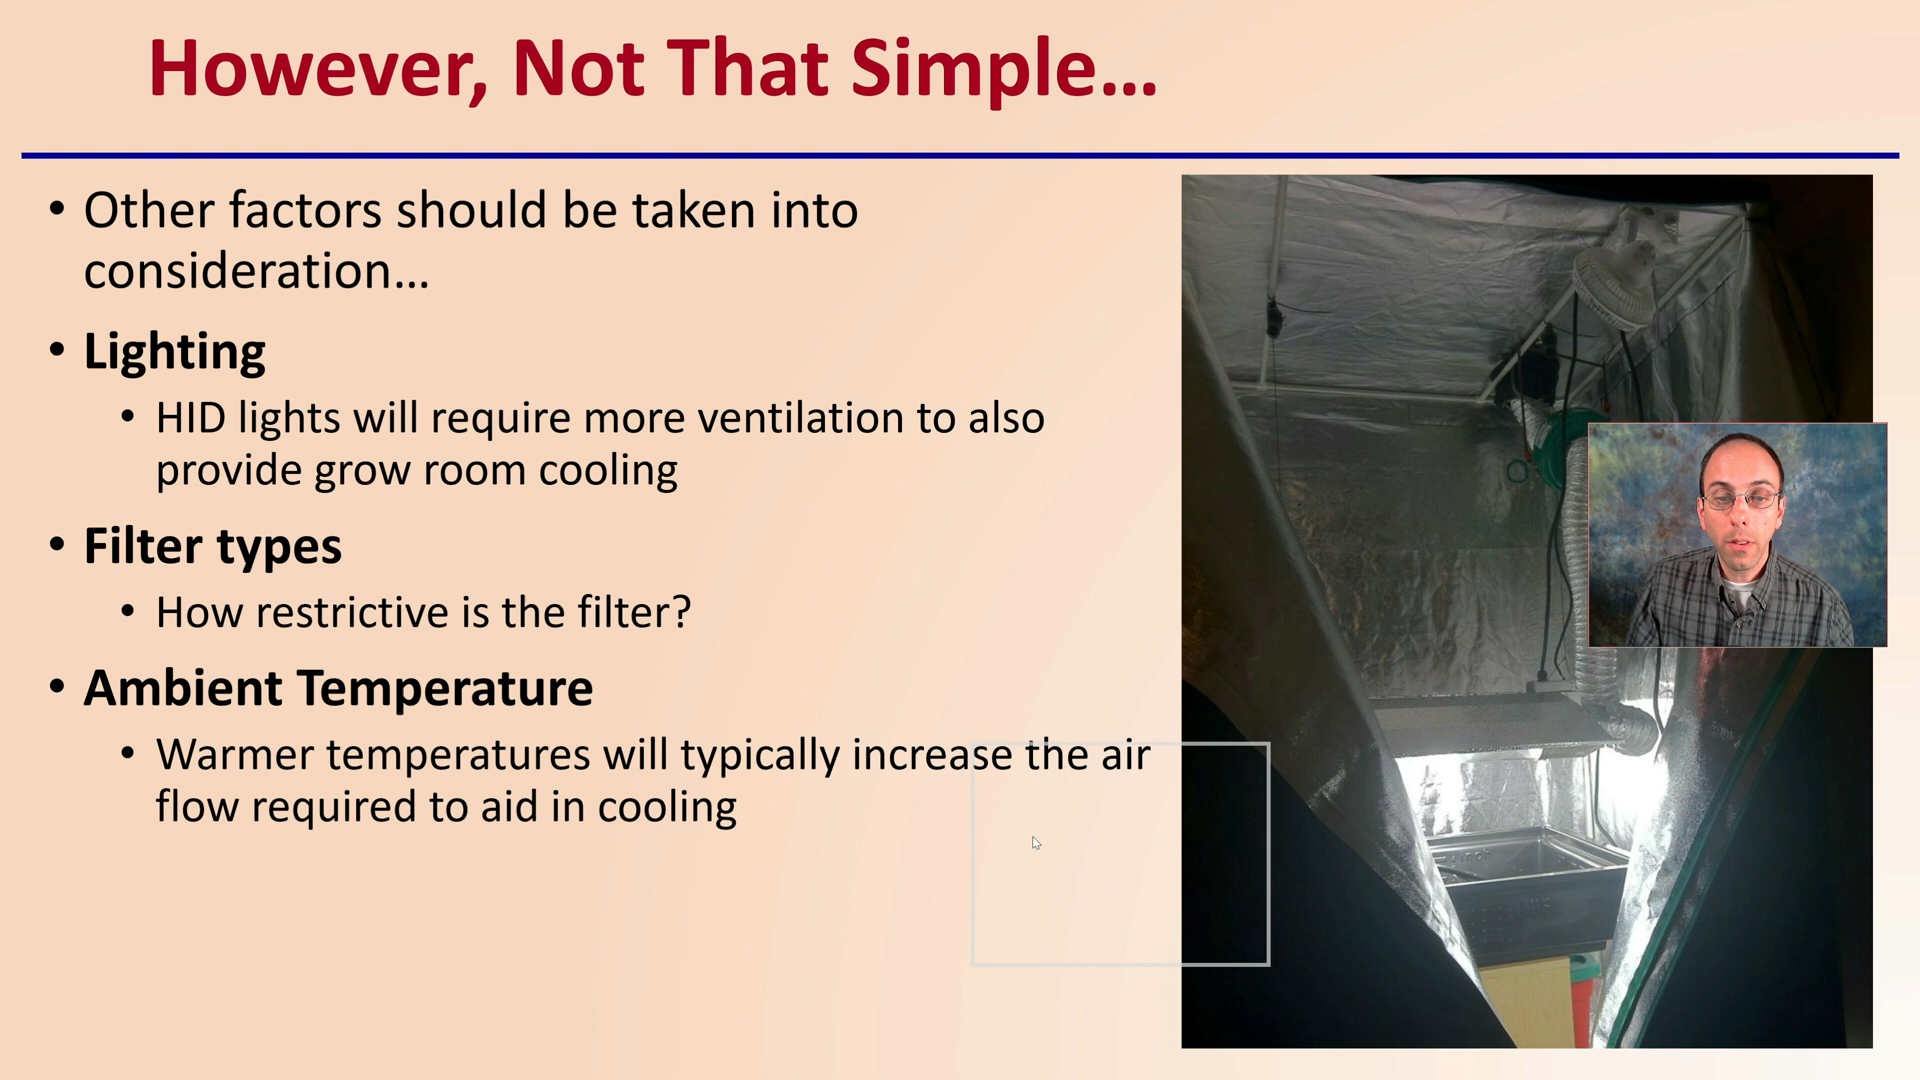 However, Not That Simple...
• Other factors should be taken into
consideration...
• Lighting
• HID lights will require more ventilation to also
provide grow room cooling
• Filter types
• How restrictive is the filter?
• Ambient Temperature
• Warmer temperatures will typically increase the air
flow required to aid in cooling